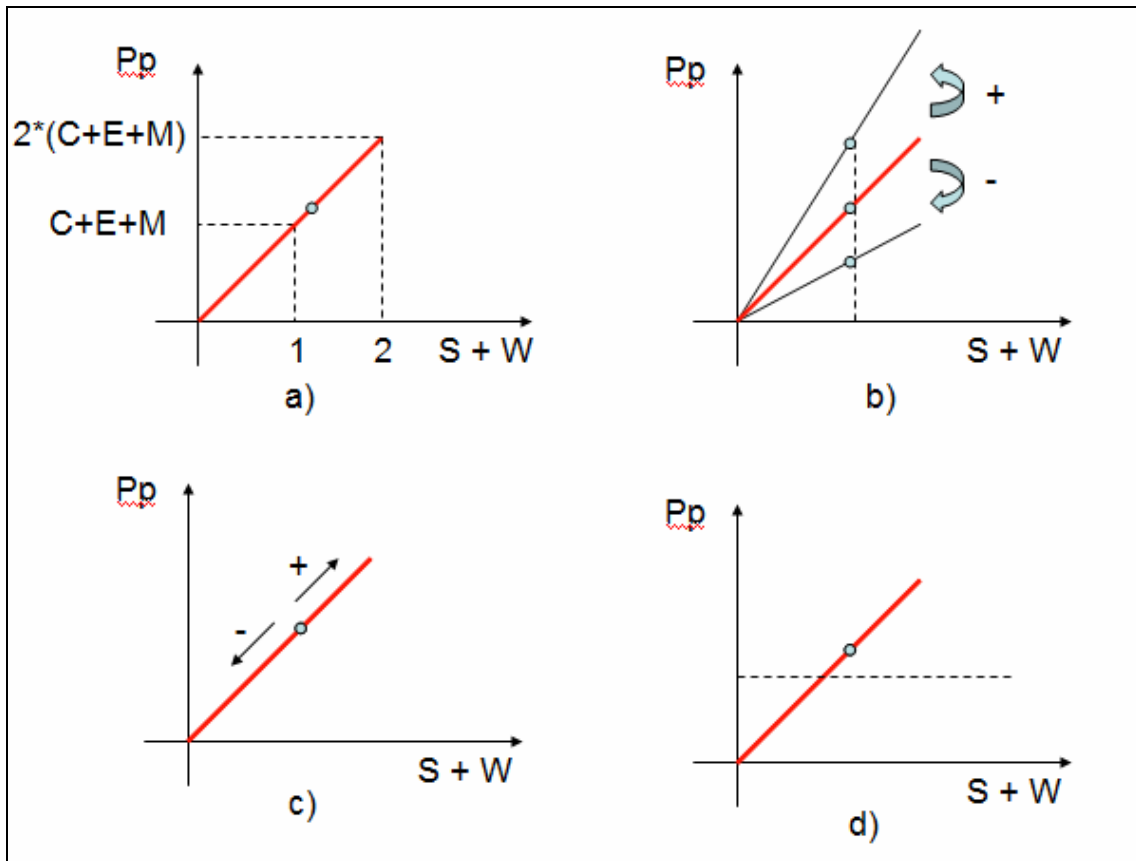 Pp
2*(C+E+M)
C+E+M
1 2 S + W
a)
Pp
+
-
S + W
b)
Pp
+
-
S + W
c)
Pp
S + W
d)